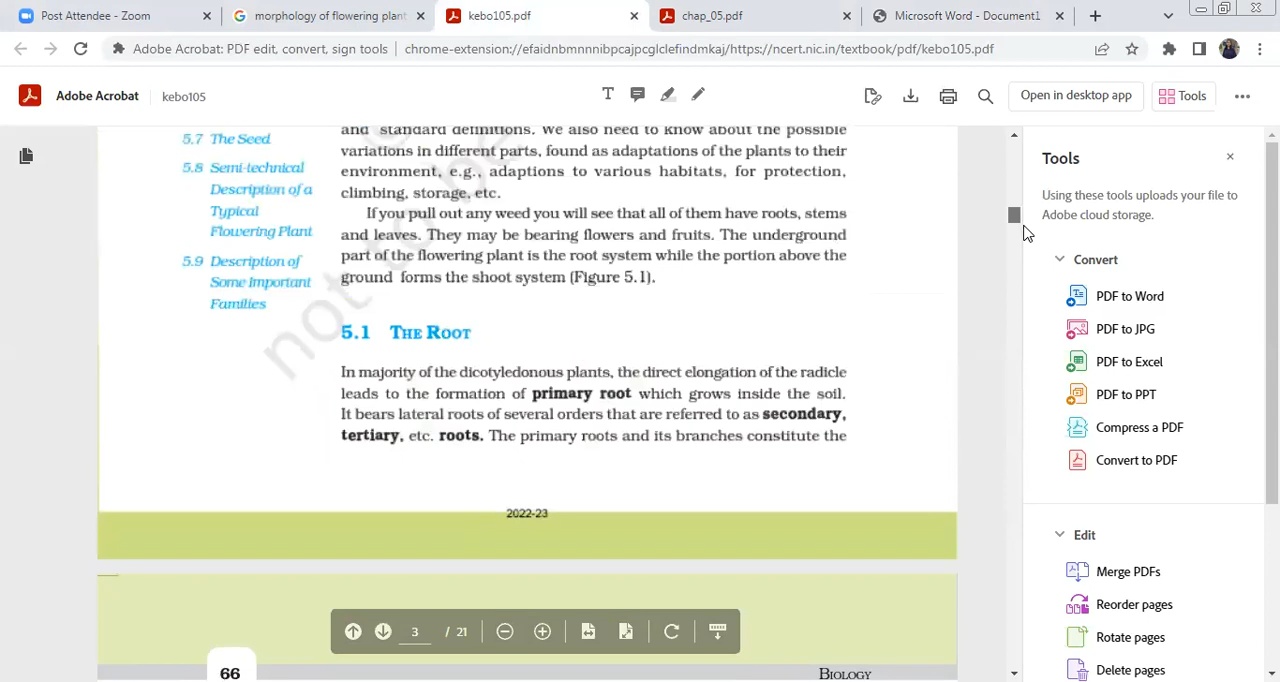 Post Attendee - Zoom
morphology of flowering plant
kebo105.pdf
chap_05.pdf
Microsoft Word - Document1
Adobe Acrobat: PDF edit, convert, sign tools
chrome-extension://efaidnbmnnnibpcajpcglclefindmkaj/https://ncert.nic.in/textbook/pdf/kebo105.pdf
Adobe Acrobat
kebo105
Open in desktop app
Tools
5.7 The Seed
5.8 Semi-technical
Description of a
Typical
Flowering Plant
5.9 Description of
Some Important
Families
and standard definitions. We also need to know about the possible
variations in different parts, found as adaptations of the plants to their
environment, e.g., adaptions to various habitats, for protection,
climbing, storage, etc.
If you pull out any weed you will see that all of them have roots, stems
and leaves. They may be bearing flowers and fruits. The underground
part of the flowering plant is the root system while the portion above the
ground forms the shoot system (Figure 5.1).
5.1 THE ROOT
In majority of the dicotyledonous plants, the direct elongation of the radicle
leads to the formation of primary root which grows inside the soil.
It bears lateral roots of several orders that are referred to as secondary,
tertiary, etc. roots. The primary roots and its branches constitute the
not to be
2022-23
3 / 21
66
BIOLOGY
Tools
Using these tools uploads your file to
Adobe cloud storage.
Convert
PDF to Word
PDF to JPG
PDF to Excel
PDF to PPT
Compress a PDF
Convert to PDF
Edit
Merge PDFs
Reorder pages
Rotate pages
Delete pages